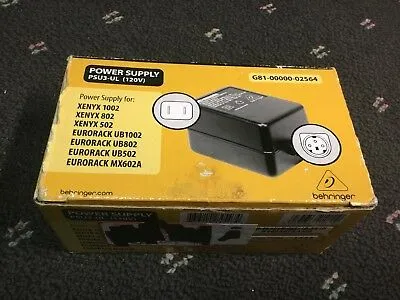 POWER SUPPLY
PSU3-UL (120V)
G81-00000-02564
Power Supply for:
XENYX 1002
XENYX 802
XENYX 502
EURORACK UB1002
EURORACK UB802
EURORACK UB502
EURORACK MX602A
behringer.com
behringer
POWER SUPPLY